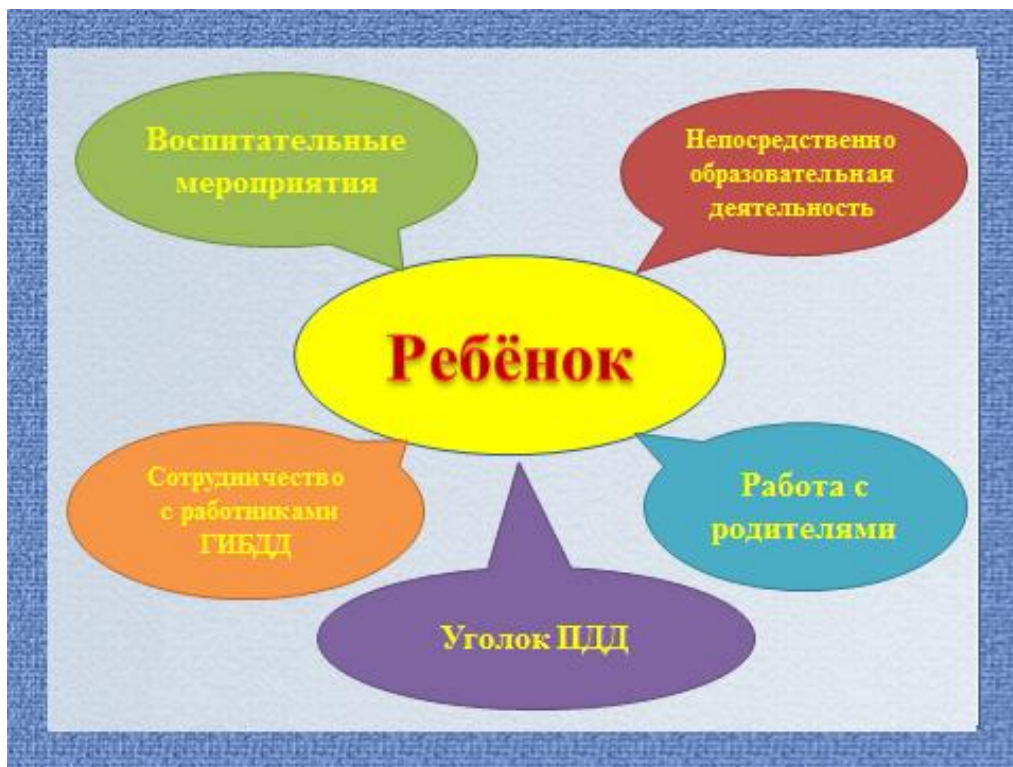 Воспитательные
мероприятия
Непосредственно
образовательная
деятельность
Ребёнок
Сотрудничество
с работниками
ГИБДД
Работа с
родителями
Уголок ПДД